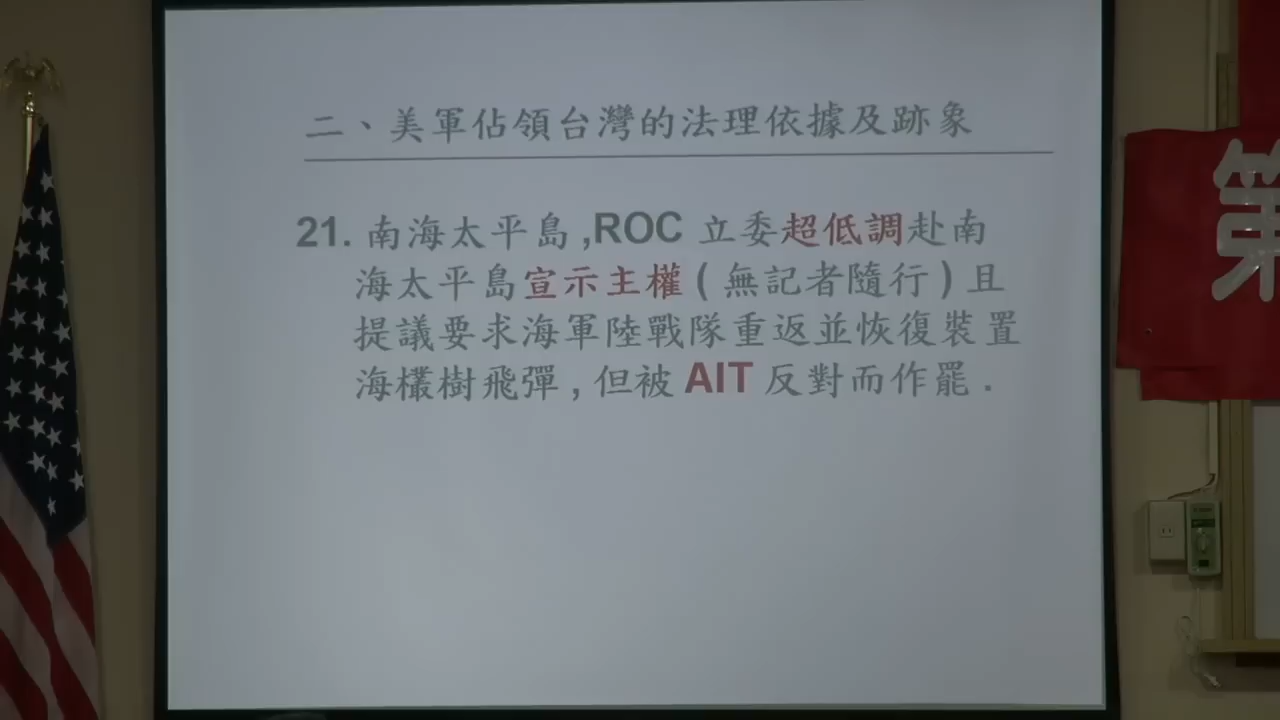 二、美軍佔領台灣的法理依據及跡象
21. 南海太平島,ROC 立委超低調赴南
海太平島宣示主權(無記者隨行)且
提議要求海軍陸戰隊重返並恢復裝置
海欉樹飛彈,但被 AIT 反對而作罷.
第